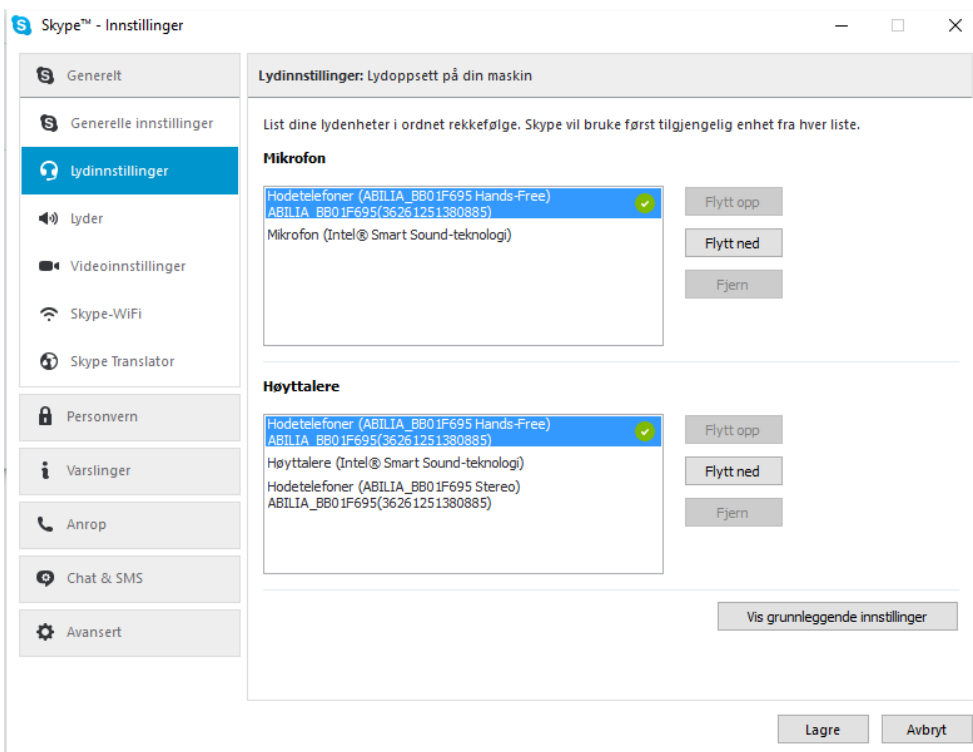 Skype™ - Innstillinger
Generelt
Generelle innstillinger
Lydinnstillinger
Lyder
Videoinnstillinger
Skype-WiFi
Skype Translator
Personvern
Varslinger
Anrop
Chat & SMS
Avansert
Lydinnstillinger: Lydoppsett på din maskin
List dine lydenheter i ordnet rekkefølge. Skype vil bruke først tilgjengelig enhet fra hver liste.
Mikrofon
Hodetelefoner (ABILIA_BB01F695 Hands-Free)
ABILIA_BB01F695(36261251380885)
Mikrofon (Intel® Smart Sound-teknologi)
Flytt opp
Flytt ned
Fjern
Høyttalere
Hodetelefoner (ABILIA_BB01F695 Hands-Free)
ABILIA_BB01F695(36261251380885)
Høyttalere (Intel® Smart Sound-teknologi)
Hodetelefoner (ABILIA_BB01F695 Stereo)
ABILIA_BB01F695(36261251380885)
Flytt opp
Flytt ned
Fjern
Vis grunnleggende innstillinger
Lagre
Avbryt